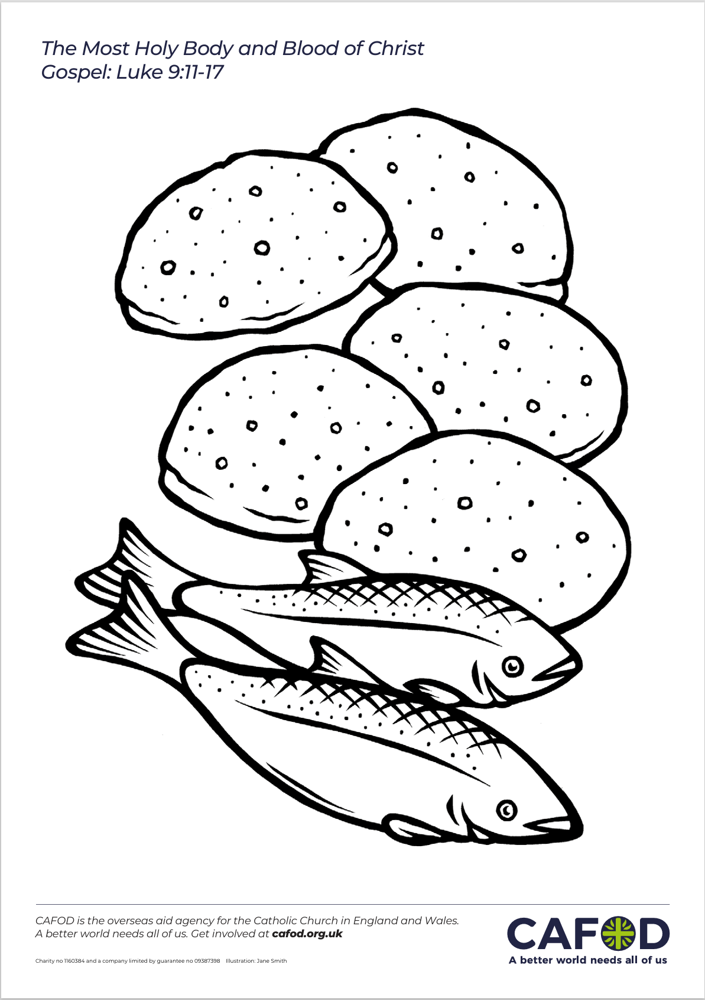 The Most Holy Body and Blood of Christ
Gospel: Luke 9:11-17
CAFOD is the overseas aid agency for the Catholic Church in England and Wales.
A better world needs all of us. Get involved at cafod.org.uk
Charity no 1160384 and a company limited by guarantee no 09387398 Illustration: Jane Smith
CAFOD
A better world needs all of us